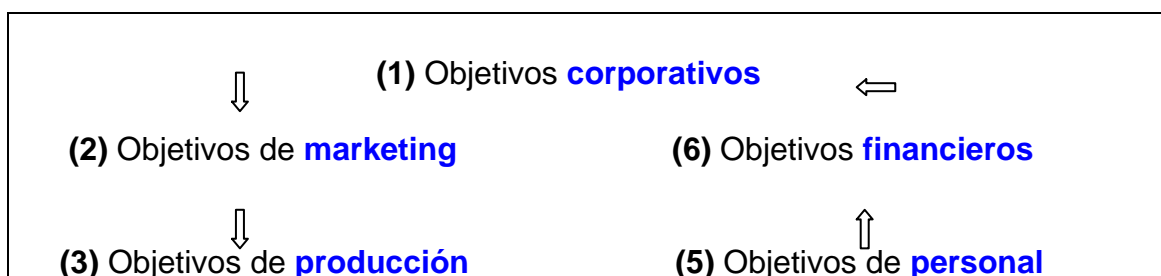 (1) Objetivos corporativos
(2) Objetivos de marketing (6) Objetivos financieros
(3) Objetivos de producción (5) Objetivos de personal